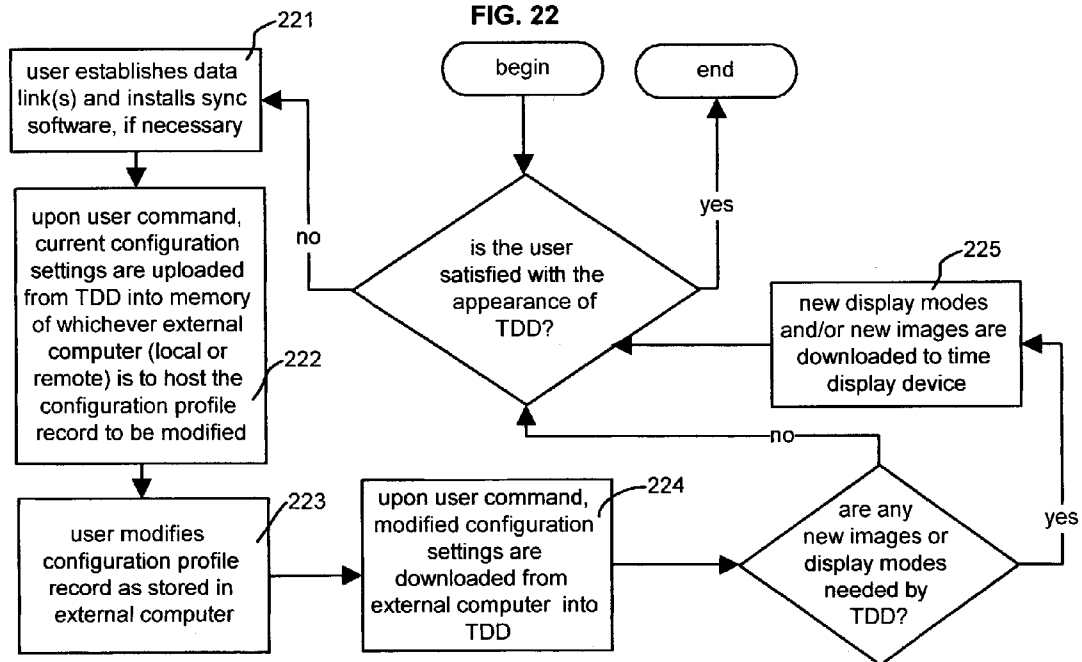 FIG. 22
221
user establishes data
link(s) and installs sync
software, if necessary
begin
end
upon user command,
current configuration
settings are uploaded
from TDD into memory
of whichever external
computer (local or
remote) is to host the
configuration profile
record to be modified
222
no
is the user
satisfied with the
appearance of
TDD?
yes
225
new display modes
and/or new images are
downloaded to time
display device
223
user modifies
configuration profile
record as stored in
external computer
224
upon user command,
modified configuration
settings are
downloaded from
external computer into
TDD
no
are any
new images or
display modes
needed by
TDD?
yes